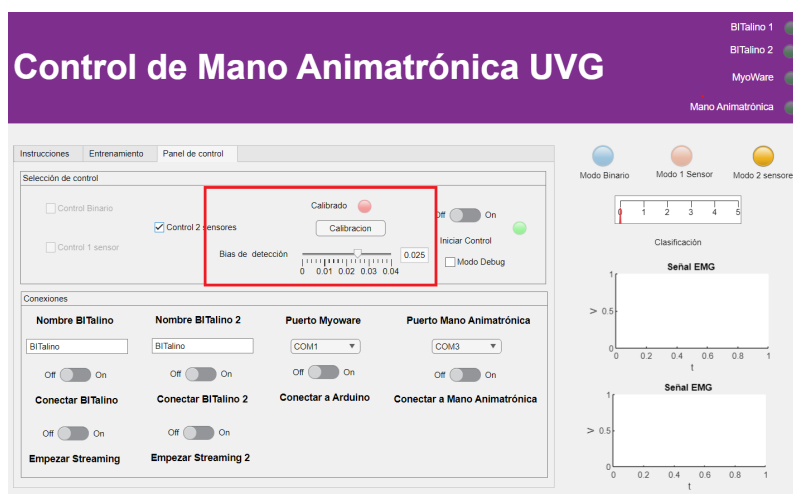 BITalino 1
BITalino 2
Control de Mano Animatrónica UVG
MyoWare
Mano Animatrónica
Instrucciones Entrenamiento Panel de control
Selección de control
Control Binario
Control 1 sensor
Control 2 sensores
Calibrado
Calibracion
Bias de detección
0 0.01 0.02 0.03 0.04
0.025
Off On
Iniciar Control
Modo Debug
Modo Binario Modo 1 Sensor Modo 2 sensore
0 1 2 3 4 5
Clasificación
Conexiones
Nombre BITalino Nombre BITalino 2 Puerto Myoware Puerto Mano Animatrónica
BITalino BITalino COM1 COM3
Off On Off On Off On Off On
Conectar BITalino Conectar BITalino 2 Conectar a Arduino Conectar a Mano Animatrónica
Off On Off On
Empezar Streaming Empezar Streaming 2
Señal EMG
1
V 0.5
0
0 0.2 0.4 0.6 0.8 1
t
Señal EMG
1
V 0.5
0
0 0.2 0.4 0.6 0.8 1
t